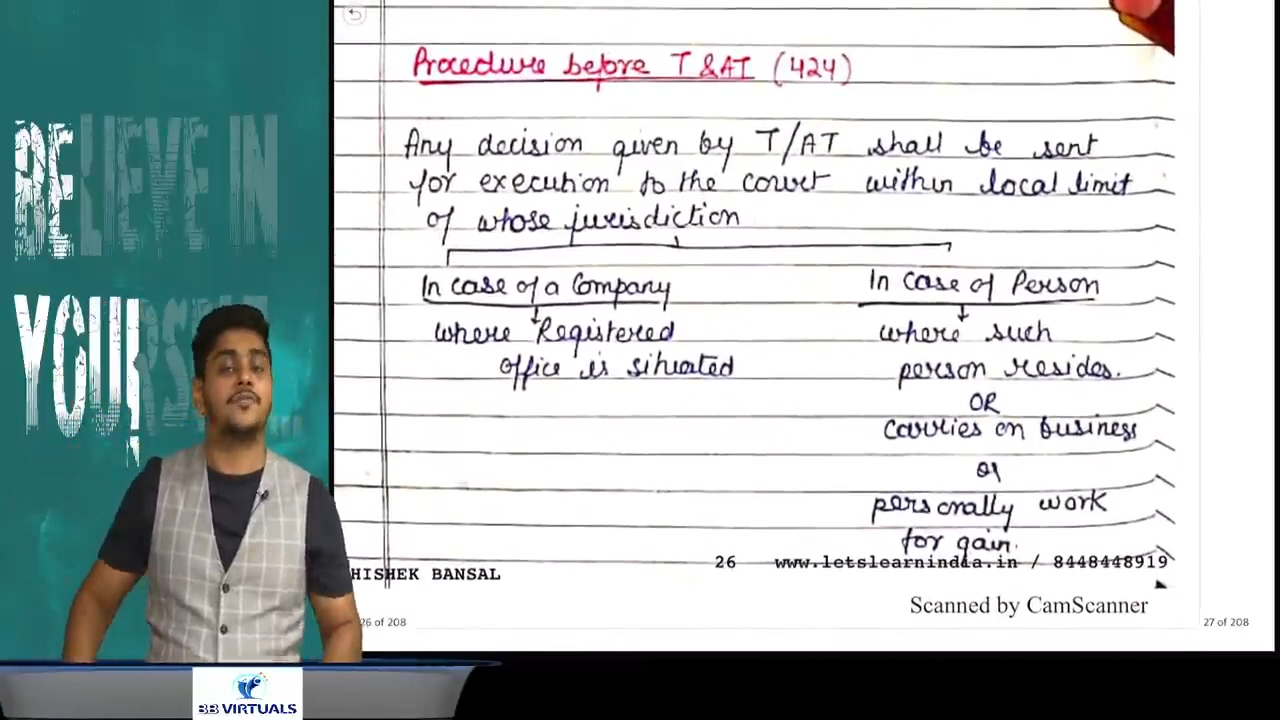 BELIEVE IN
YOURSELF
Procedure before T & AT (424)
Any decision given by T/AT shall be sent
for execution to the court within local limit
of whose jurisdiction
In case of a Company
where Registered
office is situated
In case of Person
where such
person resides.
OR
carries on business
or
personally work
for gain.
HISHEK BANSAL
26 www.letslearnindia.in / 8448448919
Scanned by CamScanner
26 of 208
27 of 208
BB VIRTUALS